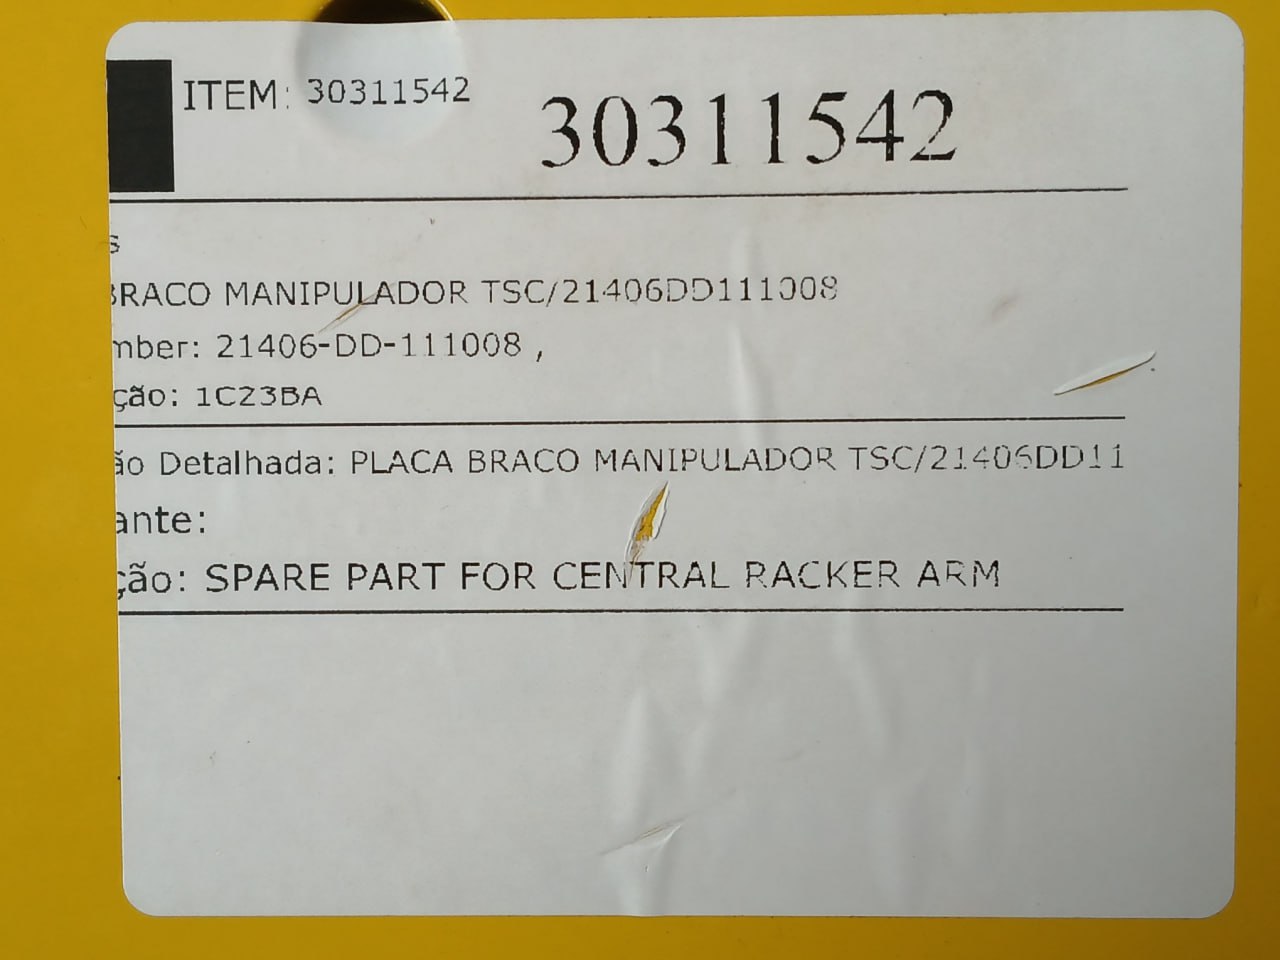 ITEM: 30311542
30311542
s
BRACO MANIPULADOR TSC/21406DD111008
mber: 21406-DD-111008 ,
ção: 1C23BA
ão Detalhada: PLACA BRACO MANIPULADOR TSC/21406DD11
ante:
ção: SPARE PART FOR CENTRAL RACKER ARM